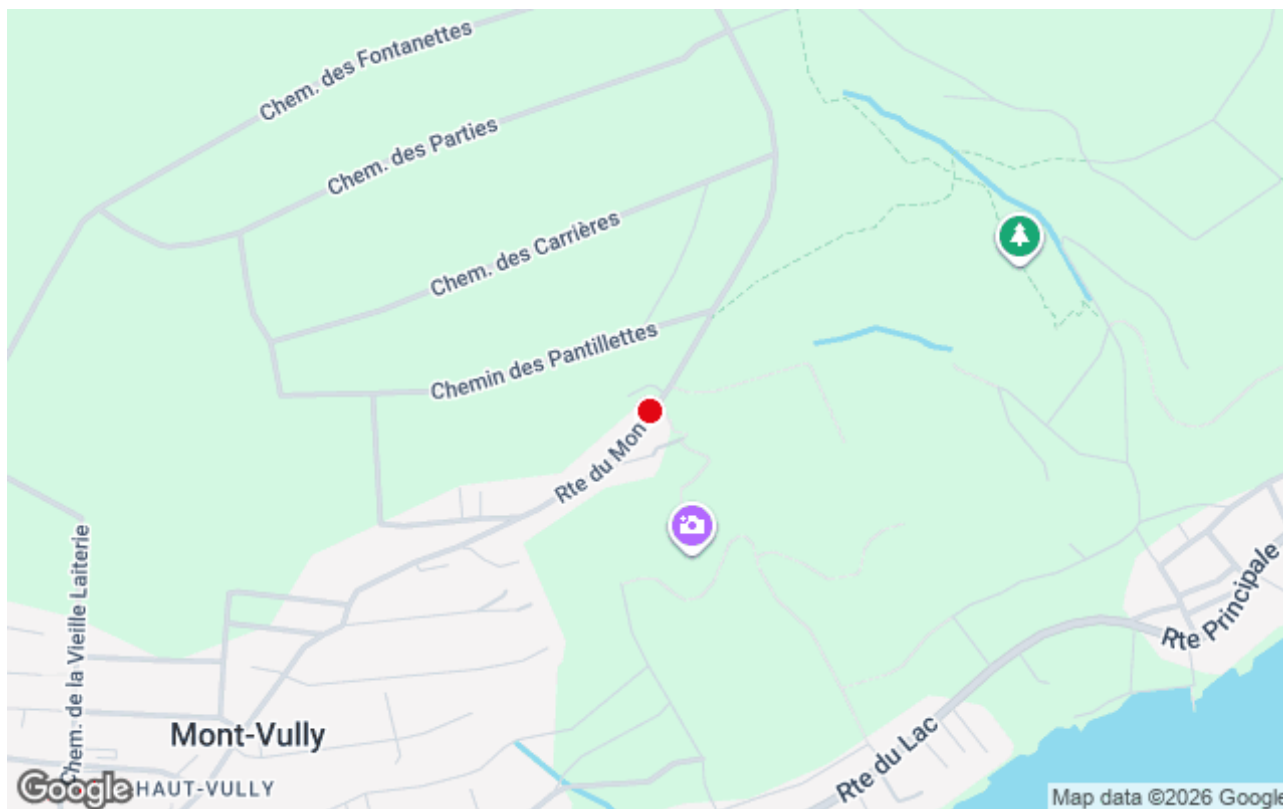 Chem. des Fontanettes
Chem. des Parties
Chem. des Carrières
Chemin des Pantillettes
Rte du Mon
Chem. de la Vieille Laiterie
Rte Principale
Mont-Vully
Rte du Lac
HAUT-VULLY
Google
Map data ©2026 Google